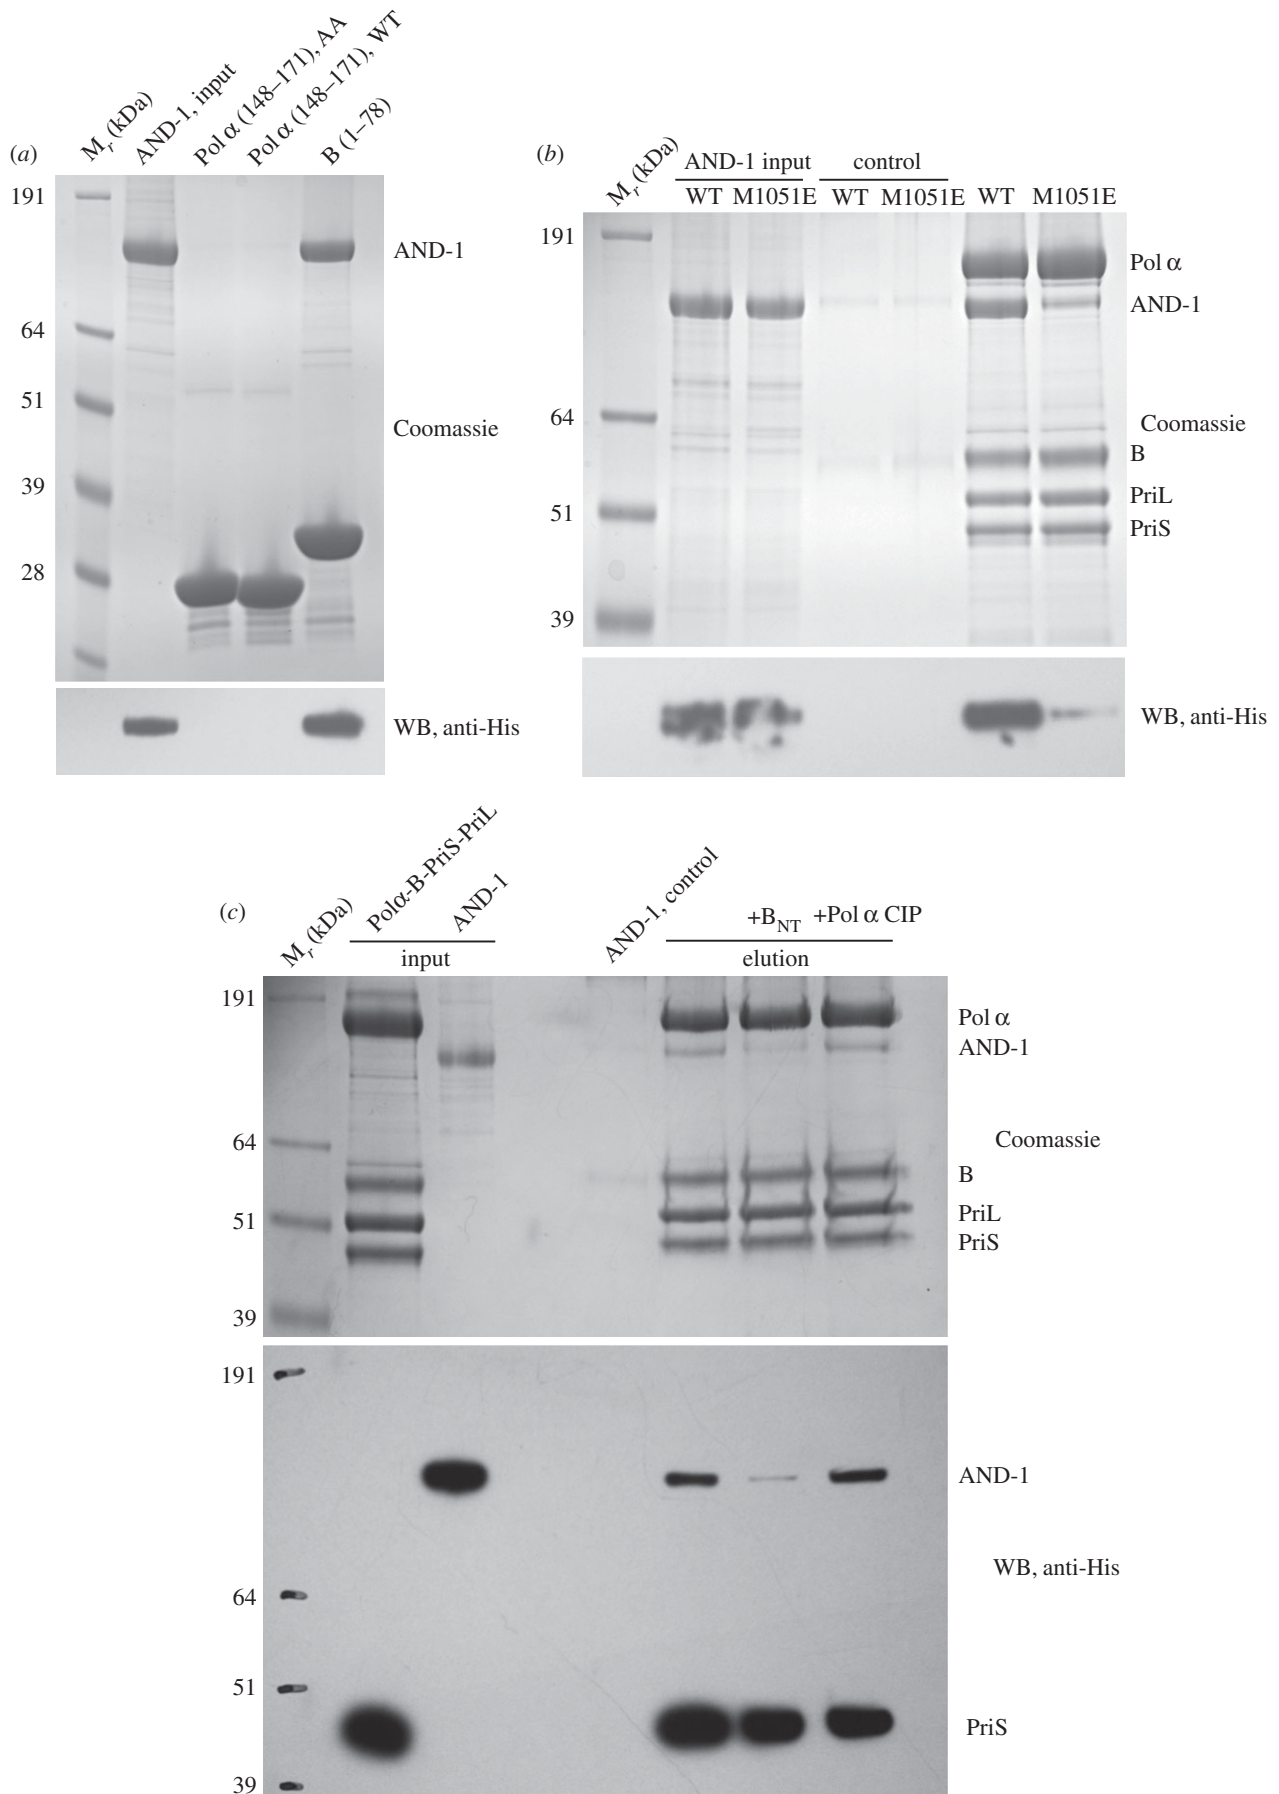 (a)
M_r (kDa)
AND-1, input
Pol α (148–171), AA
Pol α (148–171), WT
B (1–78)
191
64
51
39
28
AND-1
Coomassie
WB, anti-His
(b)
M_r (kDa)
AND-1 input
control
WT M1051E WT M1051E WT M1051E
191
64
51
39
Pol α
AND-1
Coomassie
B
PriL
PriS
WB, anti-His
(c)
M_r (kDa)
Polα-B-PriS-PriL
AND-1
input
AND-1, control
+B_NT +Pol α CIP
elution
191
64
51
39
Pol α
AND-1
Coomassie
B
PriL
PriS
191
64
51
39
AND-1
WB, anti-His
PriS